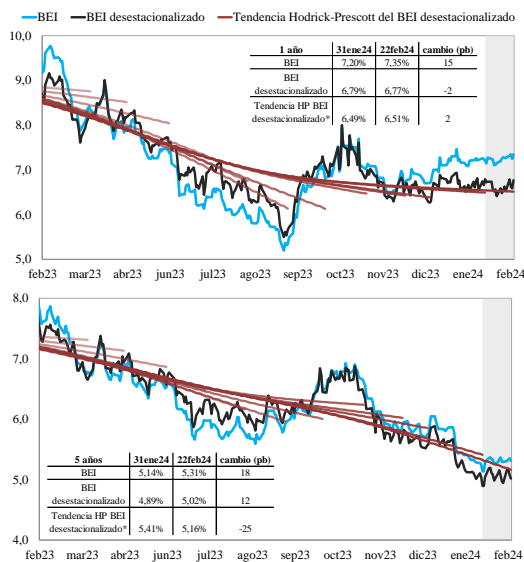 BEI BEI desestacionalizado Tendencia Hodrick-Prescott del BEI desestacionalizado
10,0
9,0
8,0
7,0
6,0
5,0
1 año 31ene24 22feb24 cambio (pb)
BEI 7,20% 7,35% 15
BEI
desestacionalizado 6,79% 6,77% -2
Tendencia HP BEI
desestacionalizado* 6,49% 6,51% 2
feb23 mar23 abr23 jun23 jul23 ago23 sep23 oct23 nov23 dic23 ene24 feb24
8,0
7,0
6,0
5,0
4,0
5 años 31ene24 22feb24 cambio (pb)
BEI 5,14% 5,31% 18
BEI
desestacionalizado 4,89% 5,02% 12
Tendencia HP BEI
desestacionalizado* 5,41% 5,16% -25
feb23 mar23 abr23 jun23 jul23 ago23 sep23 oct23 nov23 dic23 ene24 feb24